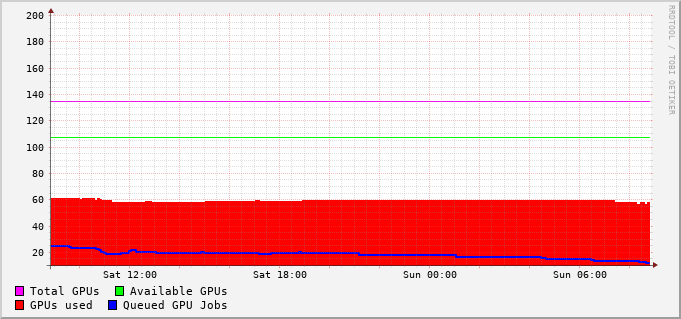 200
180
160
140
120
100
80
60
40
20
Sat 12:00 Sat 18:00 Sun 00:00 Sun 06:00
Total GPUs Available GPUs
GPUs used Queued GPU Jobs
RRDTOOL / TOBI OETIKER